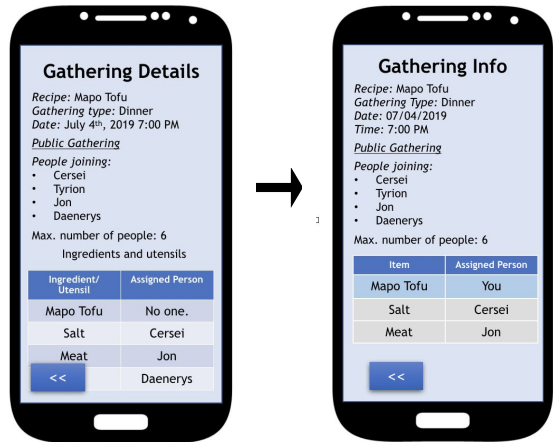 Gathering Details
Recipe: Mapo Tofu
Gathering type: Dinner
Date: July 4th, 2019 7:00 PM
Public Gathering
People joining:
• Cersei
• Tyrion
• Jon
• Daenerys
Max. number of people: 6
Ingredients and utensils
Ingredient/ Assigned Person
Utensil
Mapo Tofu No one.
Salt Cersei
Meat Jon
<< Daenerys
Gathering Info
Recipe: Mapo Tofu
Gathering Type: Dinner
Date: 07/04/2019
Time: 7:00 PM
Public Gathering
People joining:
• Cersei
• Tyrion
• Jon
• Daenerys
Max. number of people: 6
Item Assigned Person
Mapo Tofu You
Salt Cersei
Meat Jon
<<